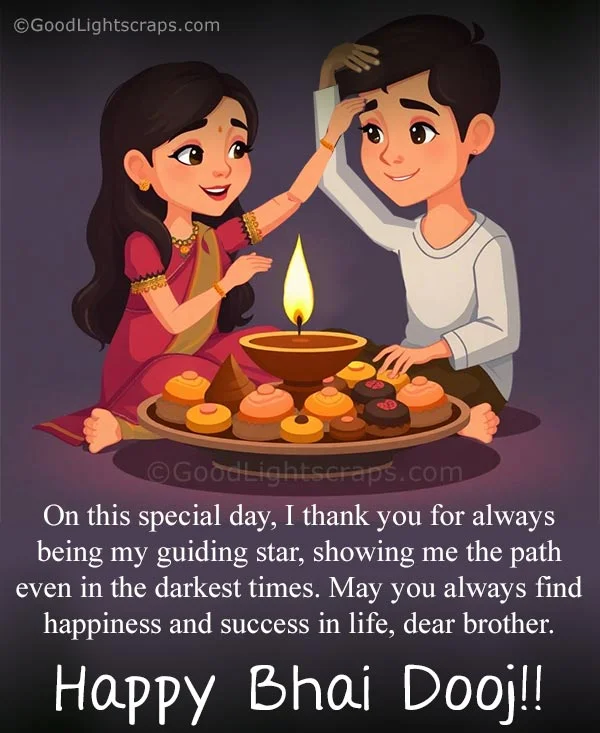 ©GoodLightscraps.com
©GoodLightscraps.com
On this special day, I thank you for always
being my guiding star, showing me the path
even in the darkest times. May you always find
happiness and success in life, dear brother.
Happy Bhai Dooj!!